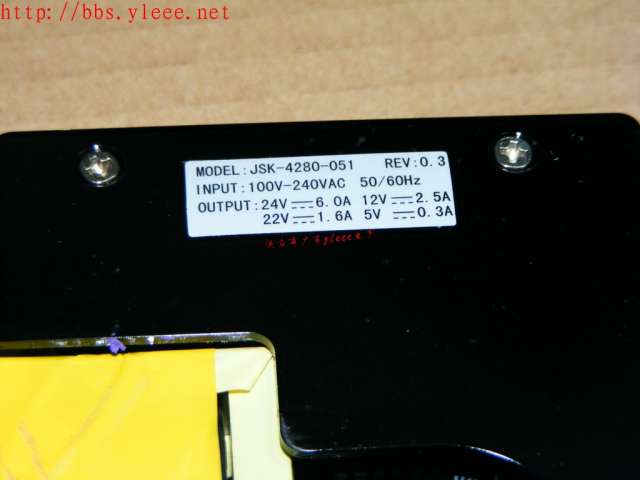 http://bbs.yleee.net
MODEL:JSK-4280-051 REV:0.3
INPUT:100V-240VAC 50/60Hz
OUTPUT:24V⎓6.0A 12V⎓2.5A
22V⎓1.6A 5V ⎓0.3A
yleee